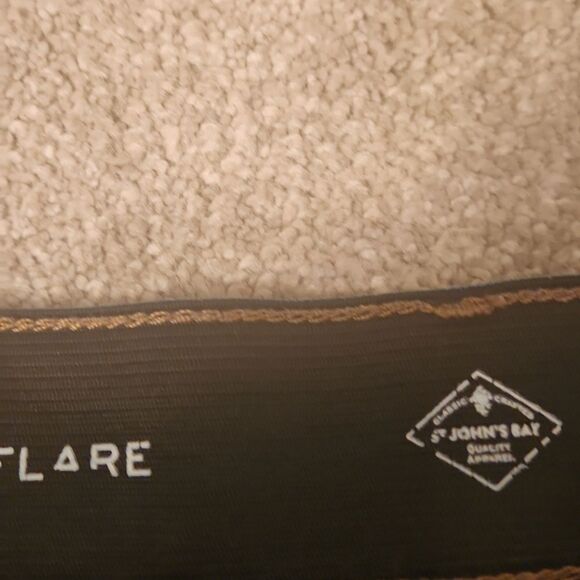 FLARE
CLASSIC CRAFTED
ST JOHN'S BAY
QUALITY
APPAREL